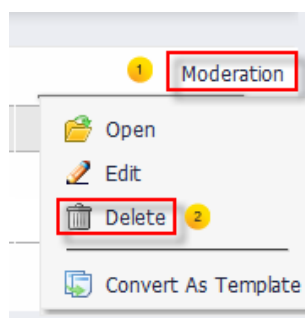 1 Moderation
Open
Edit
Delete 2
Convert As Template